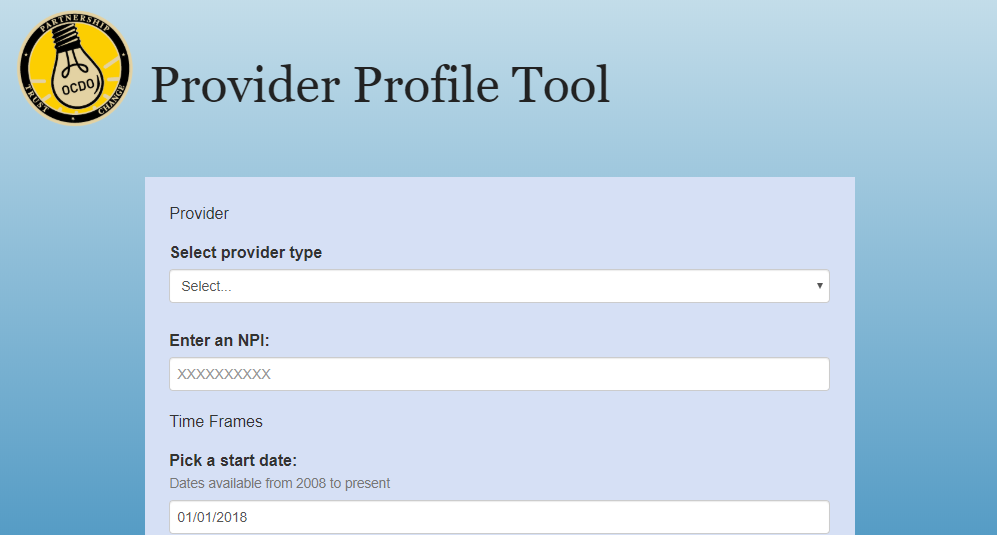 PARTNERSHIP
OCDO
TRUST
CHANGE
Provider Profile Tool
Provider
Select provider type
Select...
Enter an NPI:
XXXXXXXXXX
Time Frames
Pick a start date:
Dates available from 2008 to present
01/01/2018